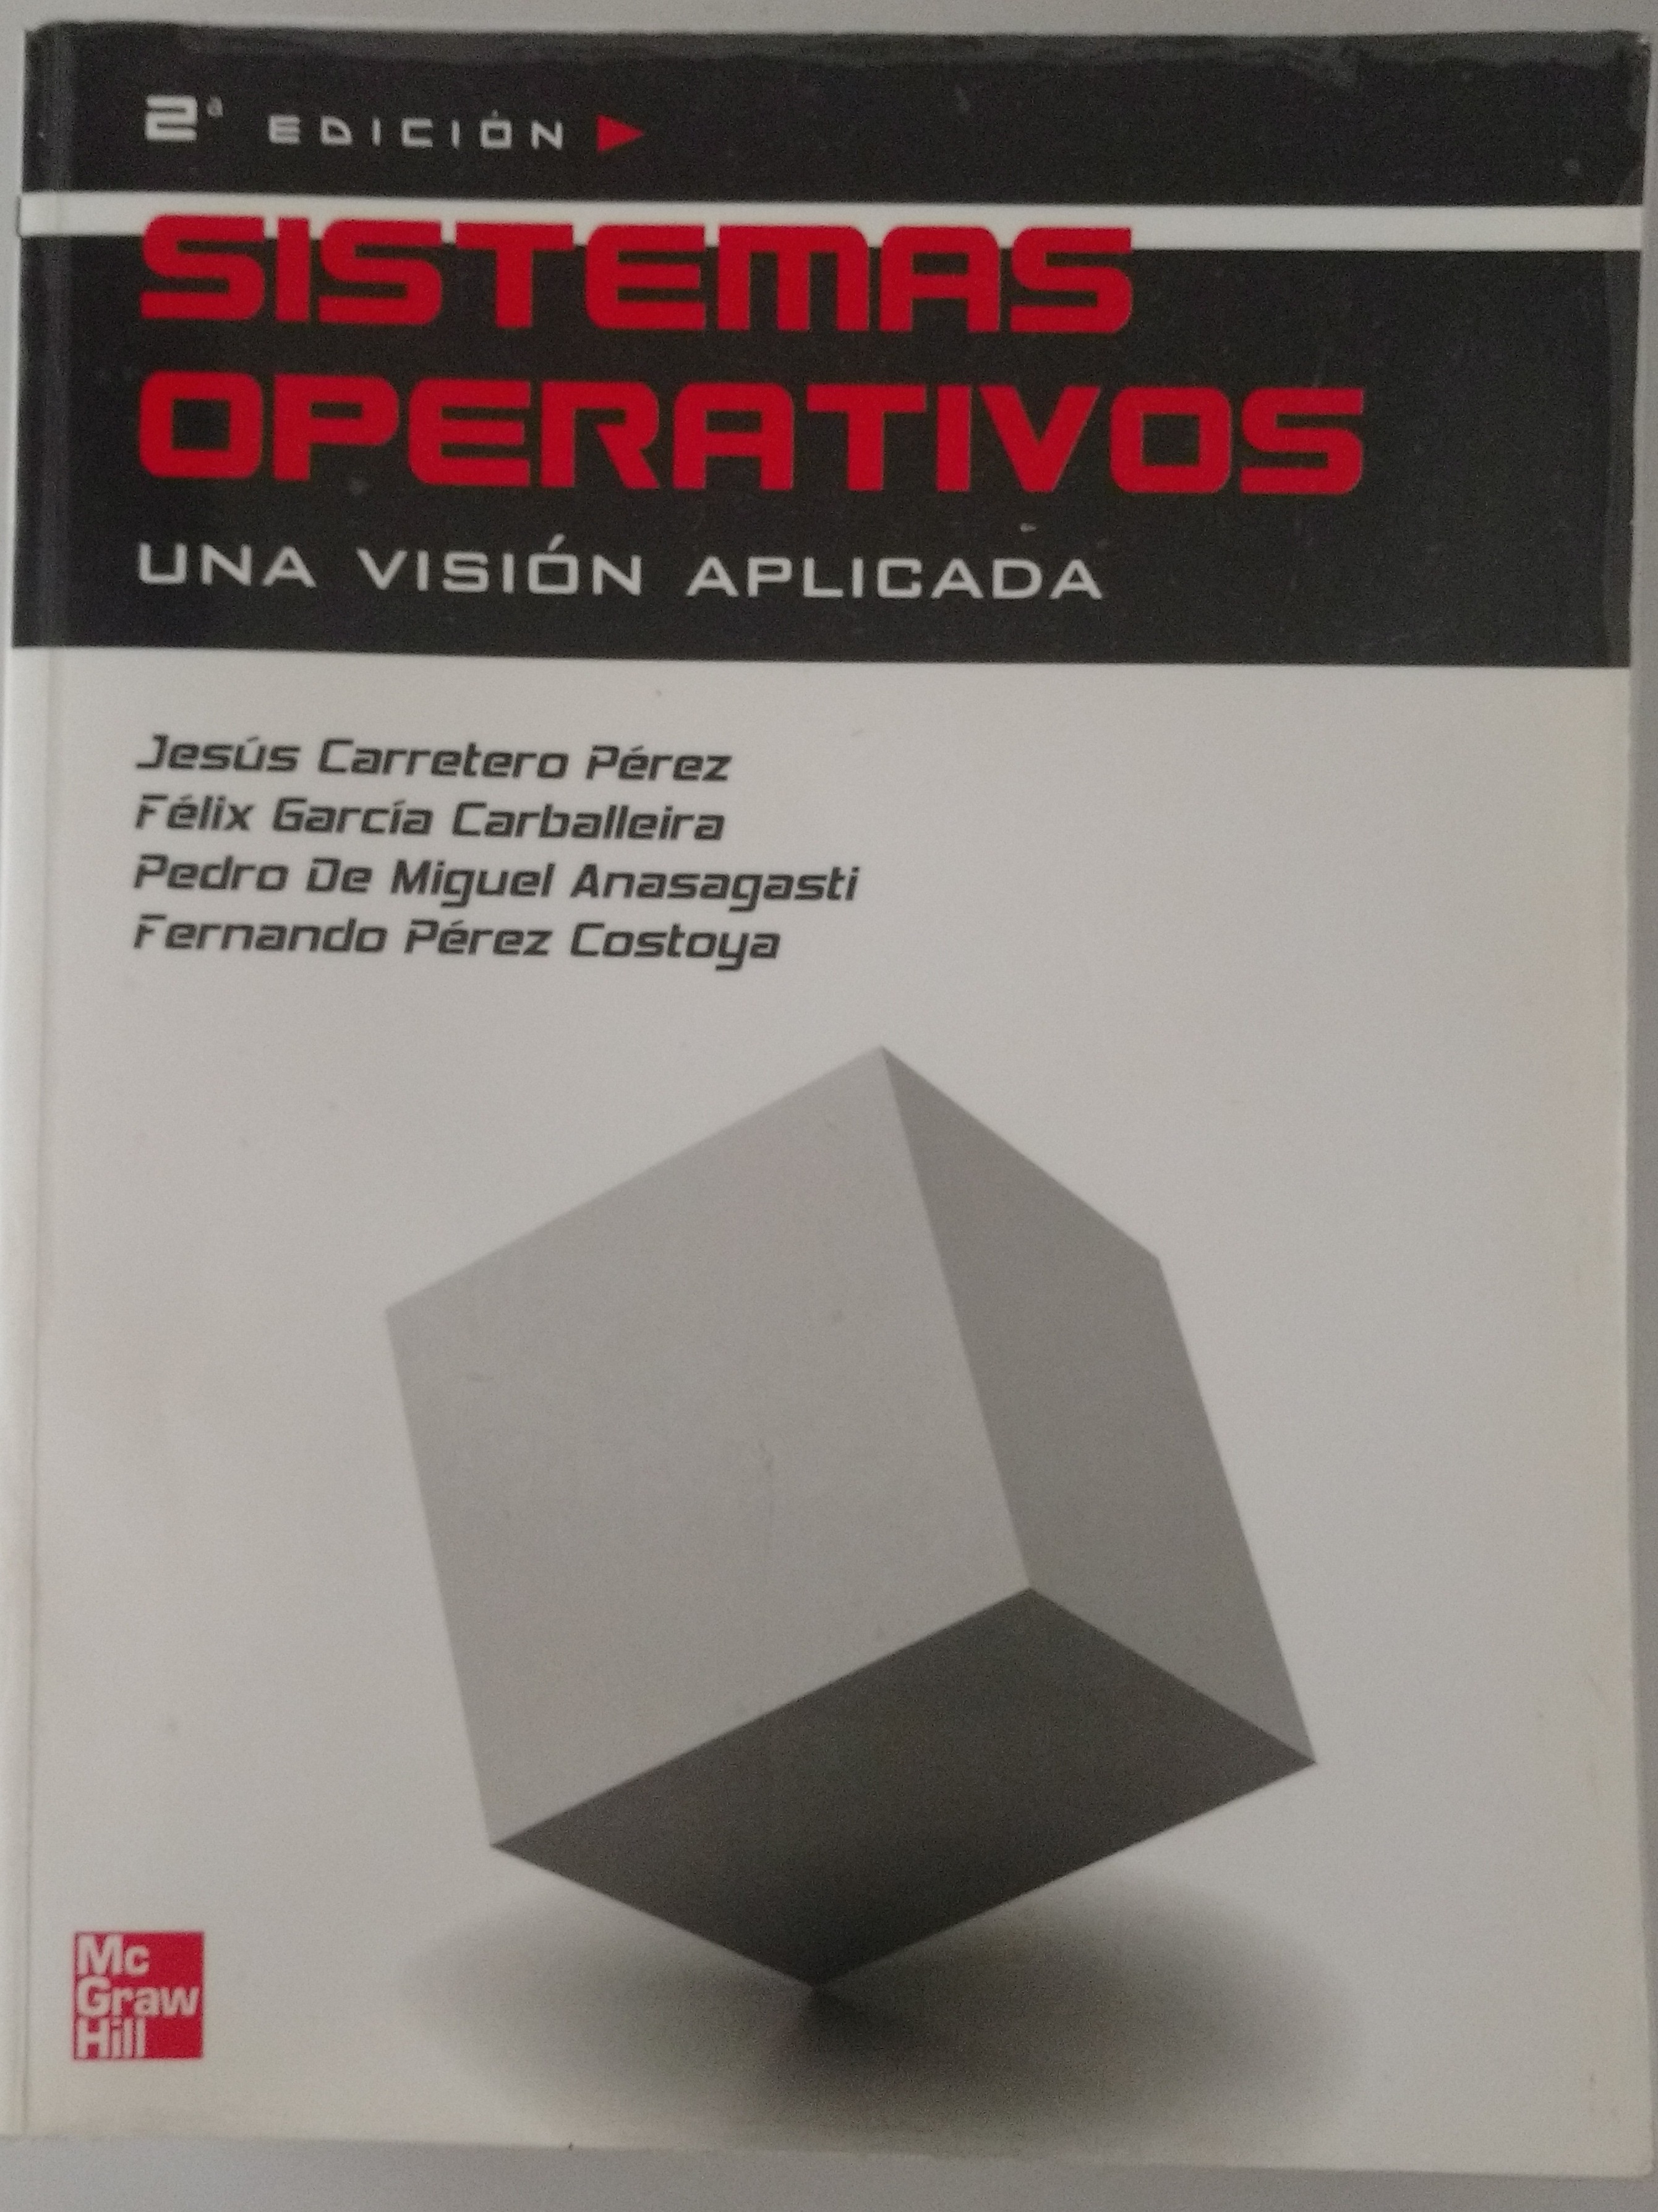 2ª EDICIÓN
SISTEMAS
OPERATIVOS
UNA VISIÓN APLICADA
Jesús Carretero Pérez
Félix García Carballeira
Pedro De Miguel Anasagasti
Fernando Pérez Costoya
Mc
Graw
Hill